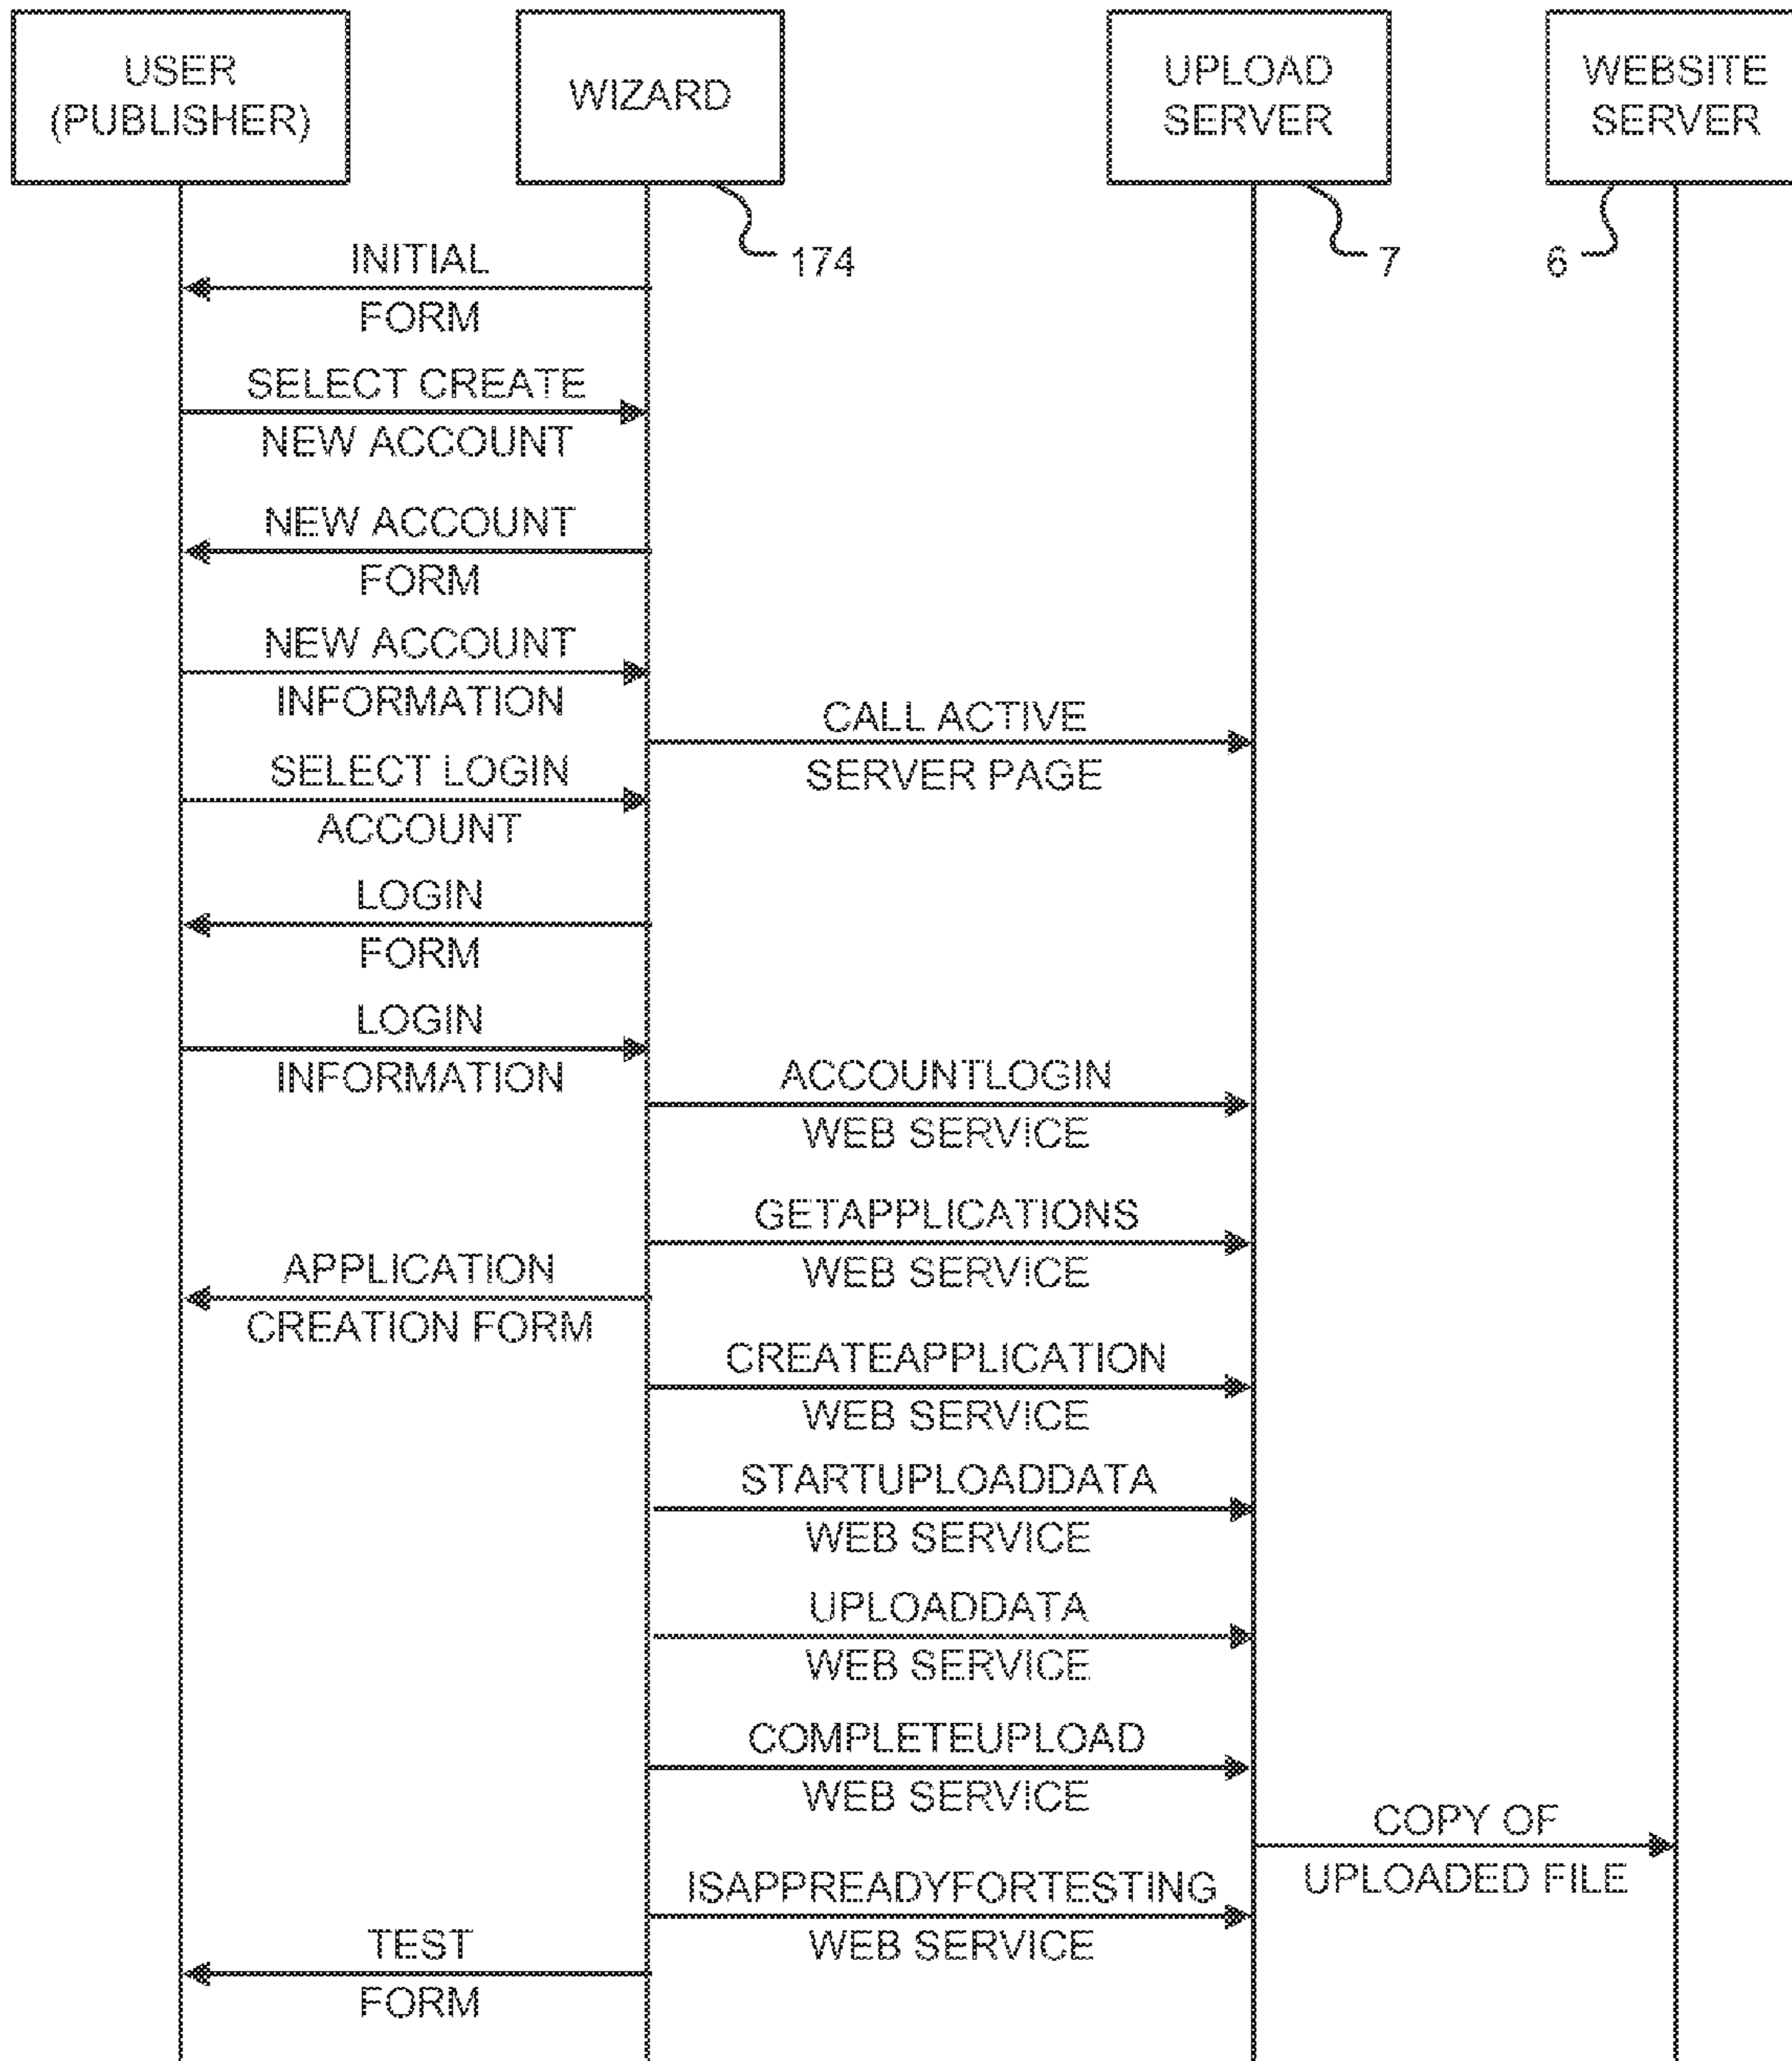 USER
(PUBLISHER)
WIZARD
UPLOAD
SERVER
WEBSITE
SERVER
174
7
6
INITIAL
FORM
SELECT CREATE
NEW ACCOUNT
NEW ACCOUNT
FORM
NEW ACCOUNT
INFORMATION
CALL ACTIVE
SERVER PAGE
SELECT LOGIN
ACCOUNT
LOGIN
FORM
LOGIN
INFORMATION
ACCOUNTLOGIN
WEB SERVICE
GETAPPLICATIONS
WEB SERVICE
APPLICATION
CREATION FORM
CREATEAPPLICATION
WEB SERVICE
STARTUPLOADDATA
WEB SERVICE
UPLOADDATA
WEB SERVICE
COMPLETEUPLOAD
WEB SERVICE
COPY OF
UPLOADED FILE
ISAPPREADYFORTESTING
WEB SERVICE
TEST
FORM